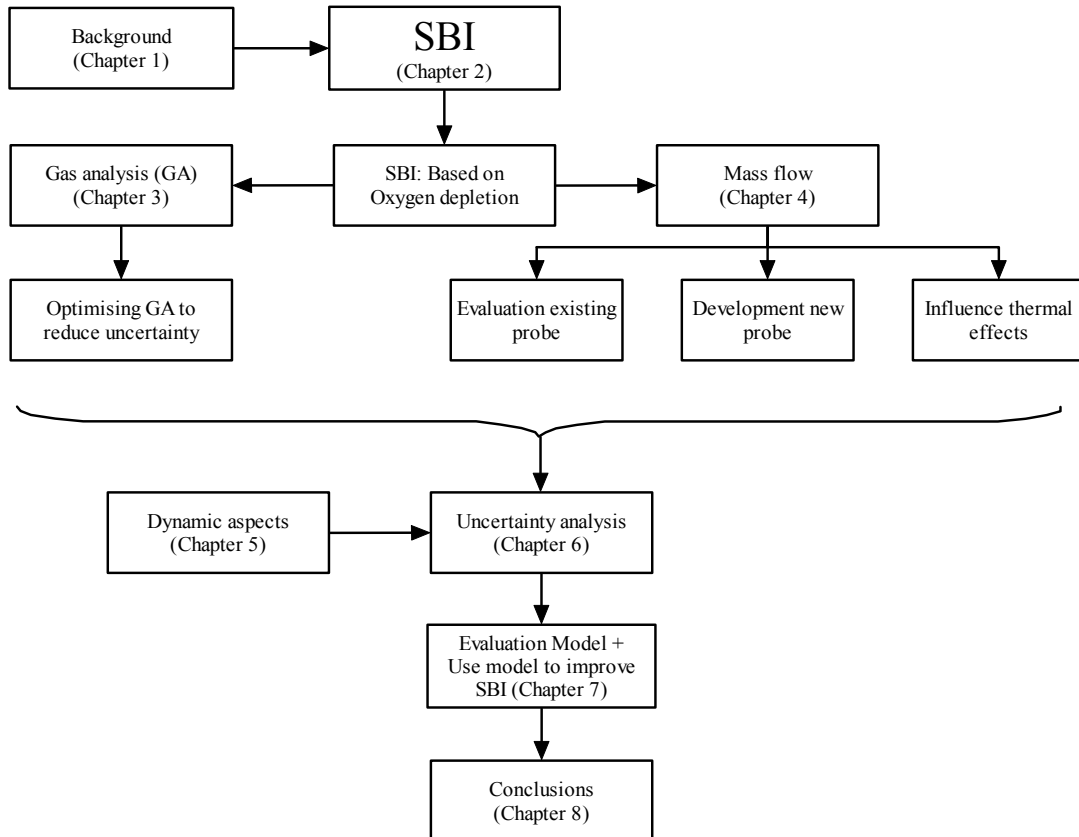 Background
(Chapter 1)
SBI
(Chapter 2)
Gas analysis (GA)
(Chapter 3)
SBI: Based on
Oxygen depletion
Mass flow
(Chapter 4)
Optimising GA to
reduce uncertainty
Evaluation existing
probe
Development new
probe
Influence thermal
effects
Dynamic aspects
(Chapter 5)
Uncertainty analysis
(Chapter 6)
Evaluation Model +
Use model to improve
SBI (Chapter 7)
Conclusions
(Chapter 8)